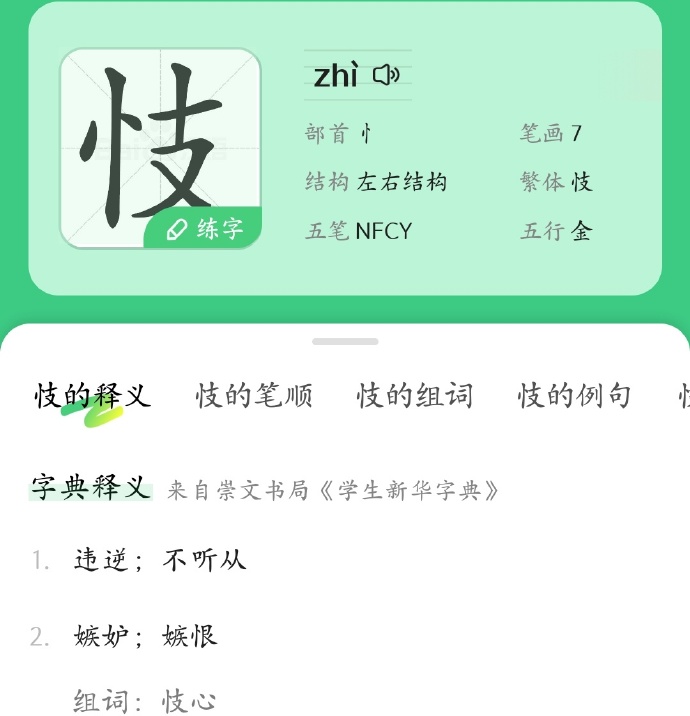 忮
zhì
练字
部首 忄
笔画 7
结构 左右结构
繁体 忮
五笔 NFCY
五行 金
忮的释义 忮的笔顺 忮的组词 忮的例句
字典释义 来自崇文书局《学生新华字典》
1. 违逆；不听从
2. 嫉妒；嫉恨
组词：忮心